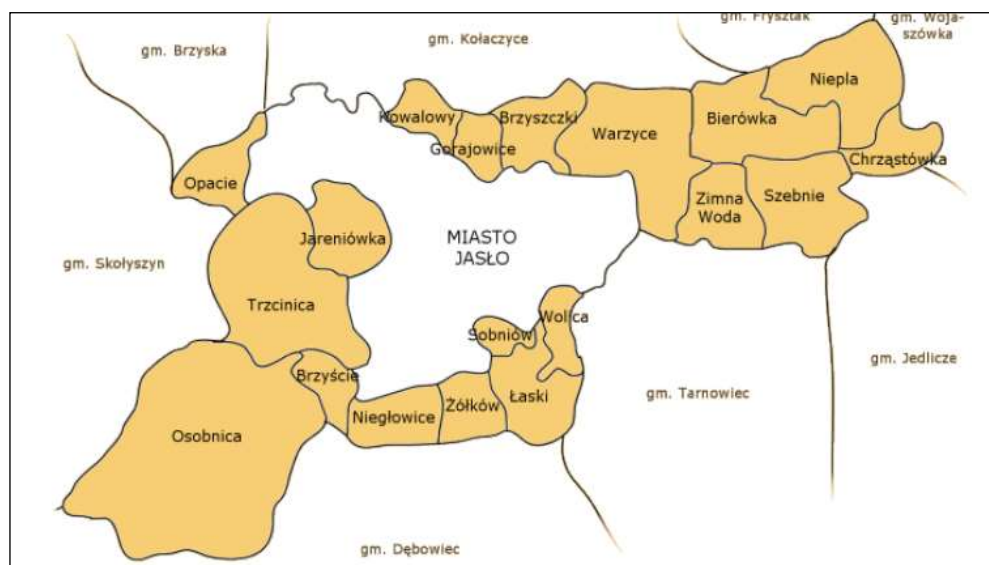 gm. Frysztak
gm. Woja-
szówka
gm. Brzyska
gm. Kołaczyce
Niepla
Kowalowy
Brzyszczki
Bierówka
Warzyce
Gorajowice
Chrząstówka
Opacie
Zimna
Woda
Szebnie
Jareniówka
MIASTO
JASŁO
gm. Skołyszyn
Trzcinica
Wolica
Sobniów
gm. Jedlicze
Brzyście
gm. Tarnowiec
Łaski
Żółków
Niegłowice
Osobnica
gm. Dębowiec